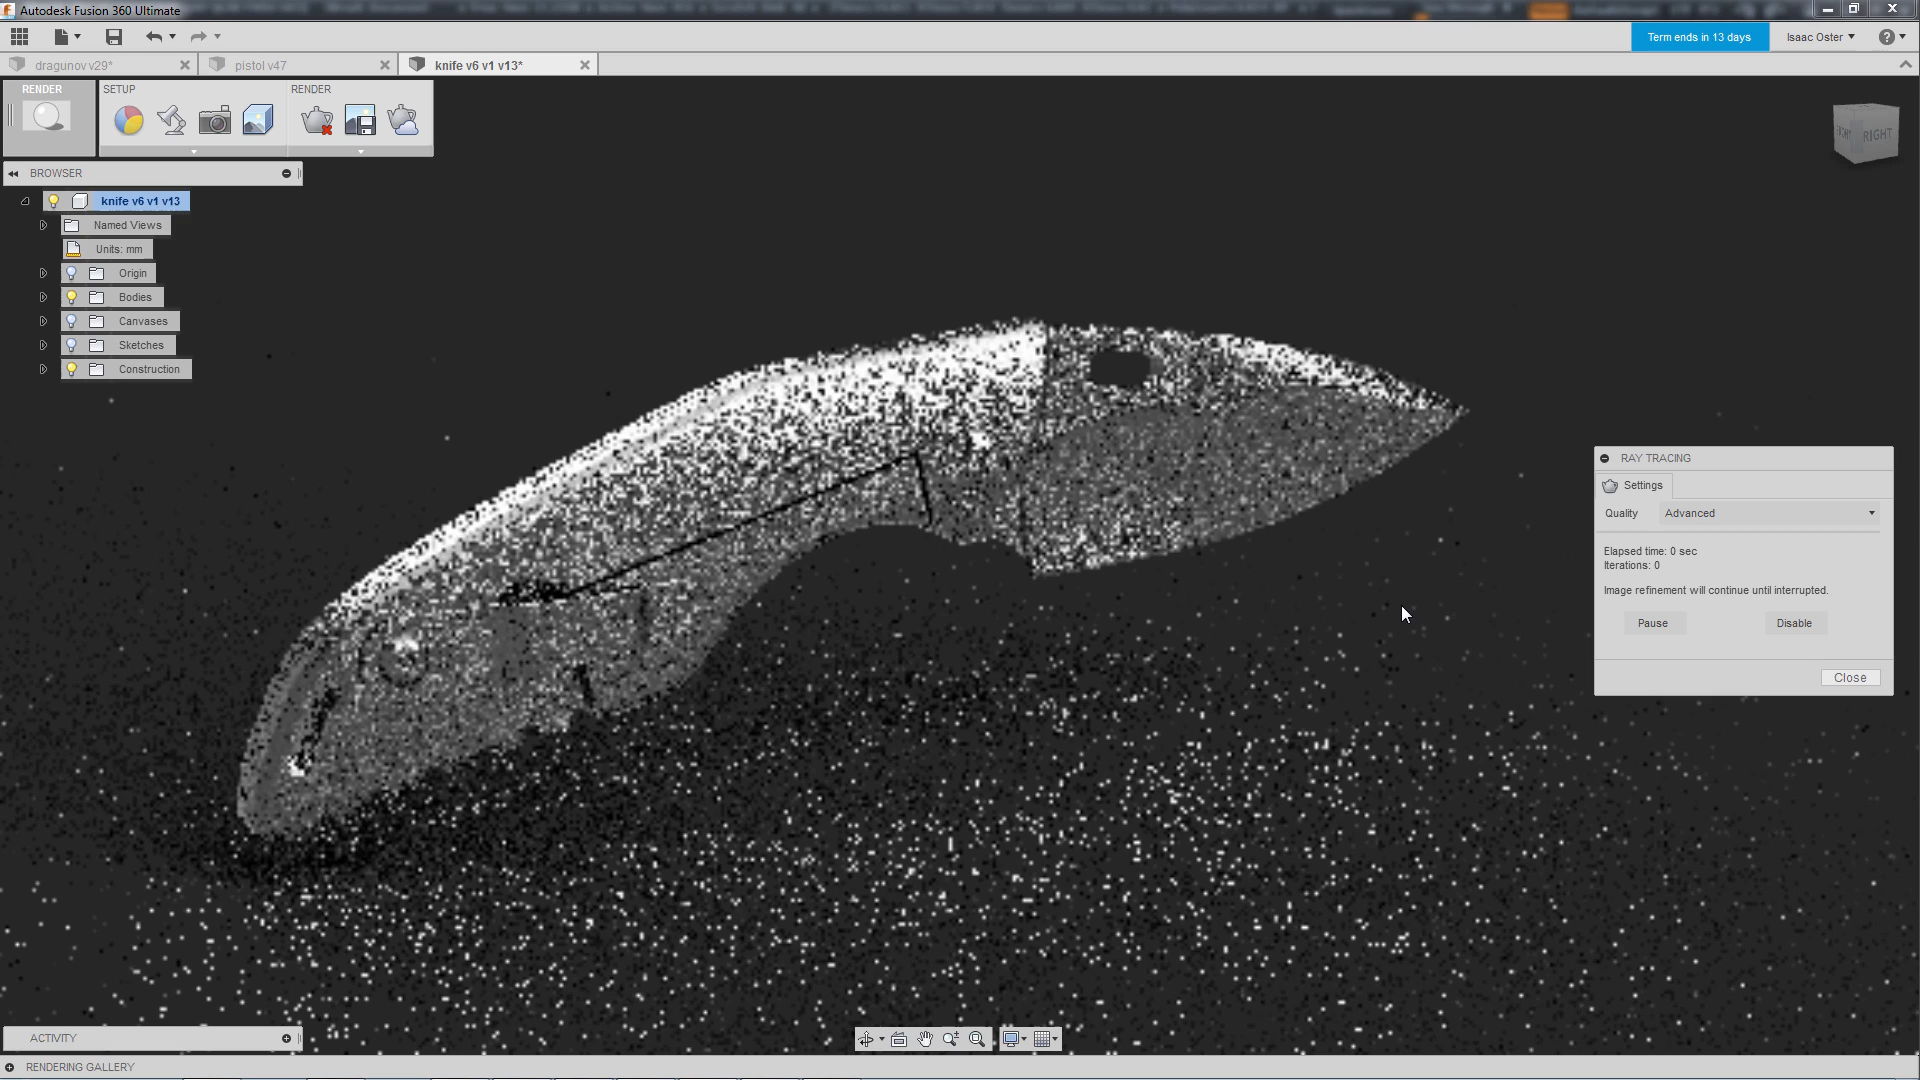 Autodesk Fusion 360 Ultimate
Term ends in 13 days
Isaac Oster
dragunov v29*
pistol v47
knife v6 v1 v13*
RENDER
SETUP
RENDER
RIGHT
BROWSER
knife v6 v1 v13
Named Views
Units: mm
Origin
Bodies
Canvases
Sketches
Construction
RAY TRACING
Settings
Quality
Advanced
Elapsed time: 0 sec
Iterations: 0
Image refinement will continue until interrupted.
Pause
Disable
Close
ACTIVITY
RENDERING GALLERY